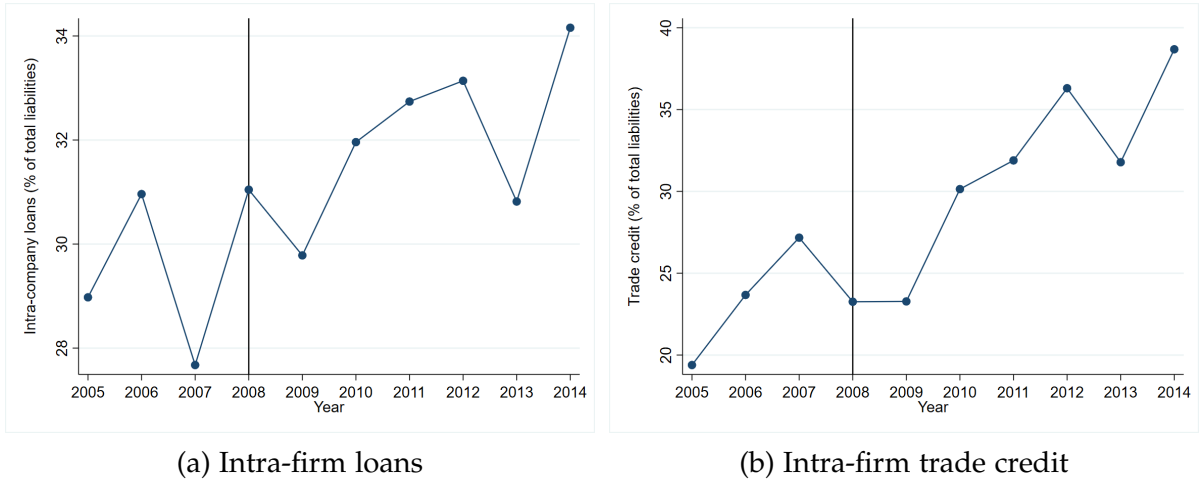 Intra-company loans (% of total liabilities)
34
32
30
28
2005 2006 2007 2008 2009 2010 2011 2012 2013 2014
Year
(a) Intra-firm loans
Trade credit (% of total liabilities)
40
35
30
25
20
2005 2006 2007 2008 2009 2010 2011 2012 2013 2014
Year
(b) Intra-firm trade credit